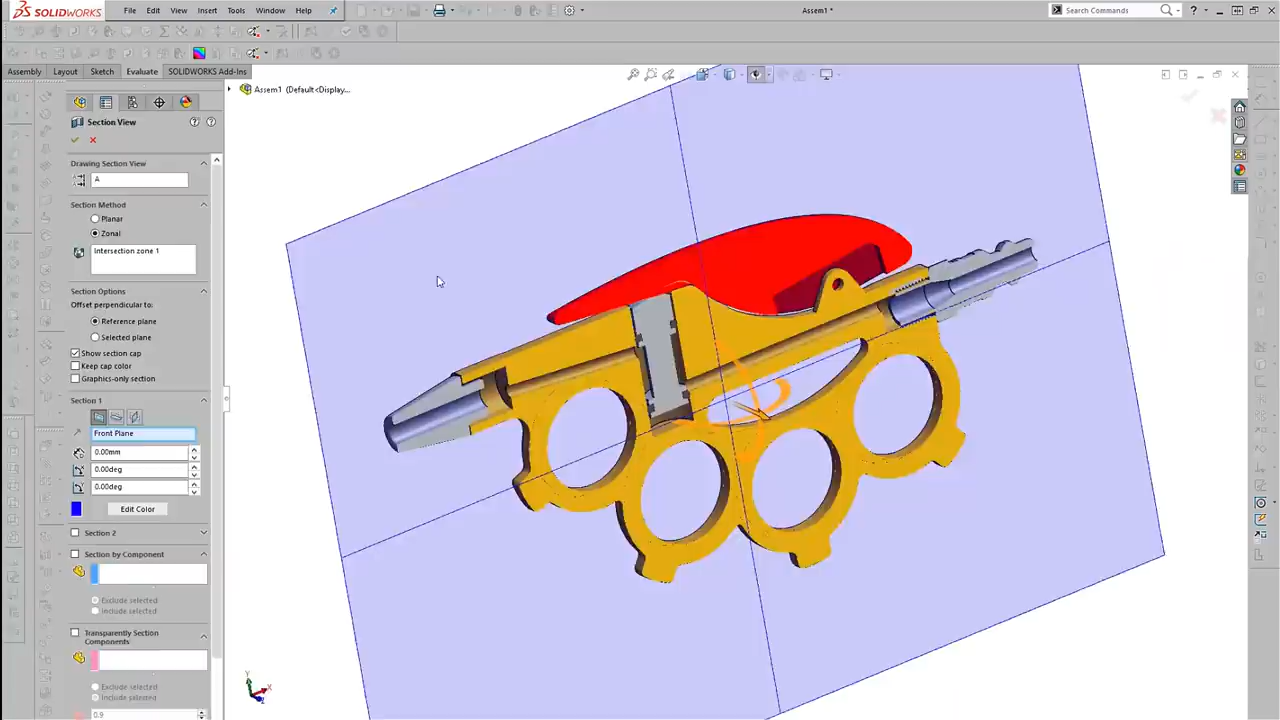 SOLIDWORKS File Edit View Insert Tools Window Help Assem1 * Search Commands
Assembly Layout Sketch Evaluate SOLIDWORKS Add-Ins
Assem1 (Default<Display...
Section View
Drawing Section View
A
Section Method
Planar
Zonal
Intersection zone 1
Section Options
Offset perpendicular to:
Reference plane
Selected plane
Show section cap
Keep cap color
Graphics-only section
Section 1
Front Plane
0.00mm
0.00deg
0.00deg
Edit Color
Section 2
Section by Component
Exclude selected
Include selected
Transparently Section
Components
Exclude selected
Include selected
0.9
Y
X
Z